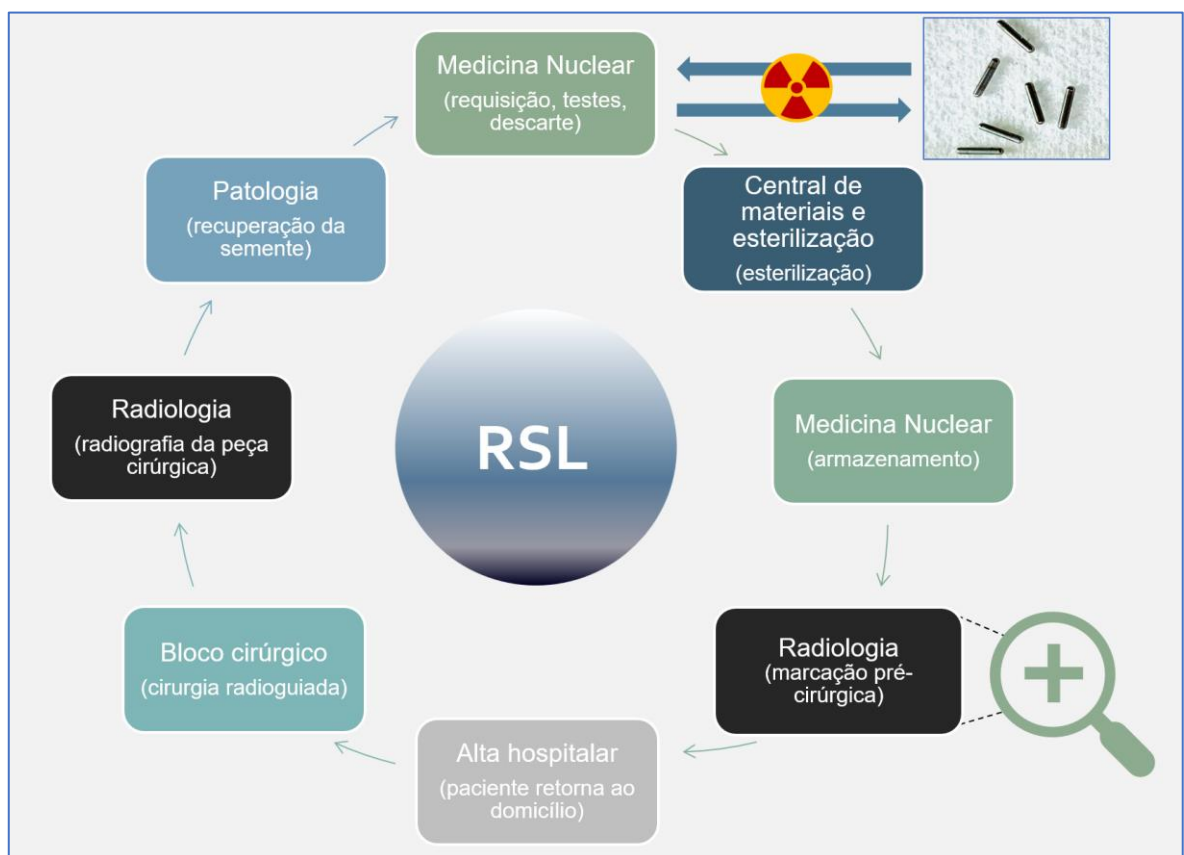 Medicina Nuclear
(requisição, testes,
descarte)
Central de
materiais e
esterilização
(esterilização)
Medicina Nuclear
(armazenamento)
Radiologia
(marcação pré-
cirúrgica)
Alta hospitalar
(paciente retorna ao
domicílio)
Bloco cirúrgico
(cirurgia radioguiada)
Radiologia
(radiografia da peça
cirúrgica)
Patologia
(recuperação da
semente)
RSL